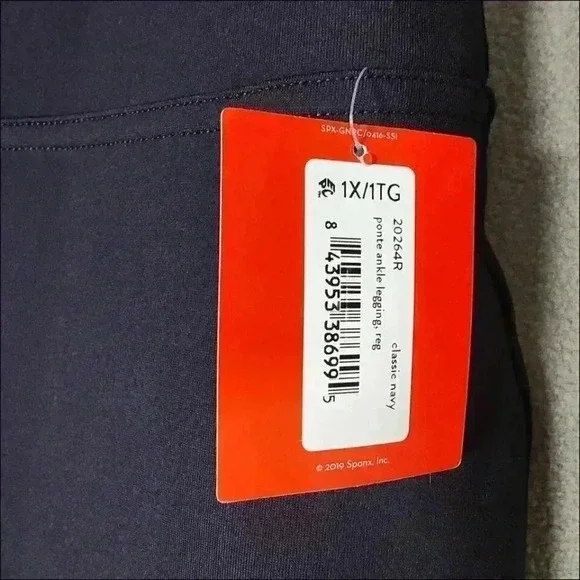 SPX-GNPC/0416-SSI
1X/1TG
20264R
ponte ankle legging, reg
classic navy
8 43953 38699 5
© 2019 Spanx, Inc.